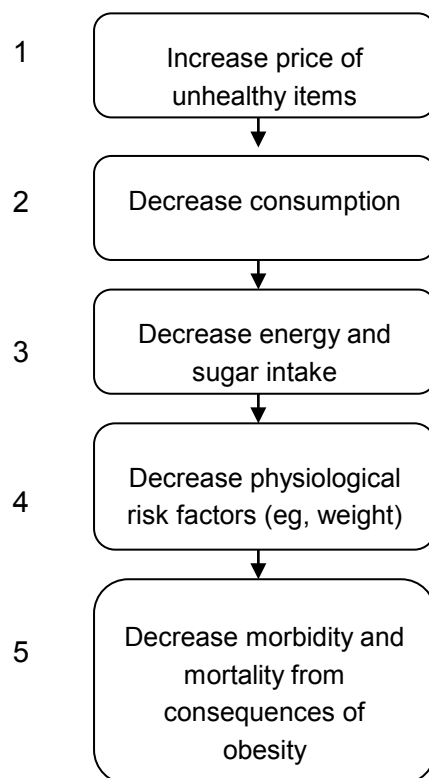 1
Increase price of
unhealthy items
2
Decrease consumption
3
Decrease energy and
sugar intake
4
Decrease physiological
risk factors (eg, weight)
5
Decrease morbidity and
mortality from
consequences of
obesity